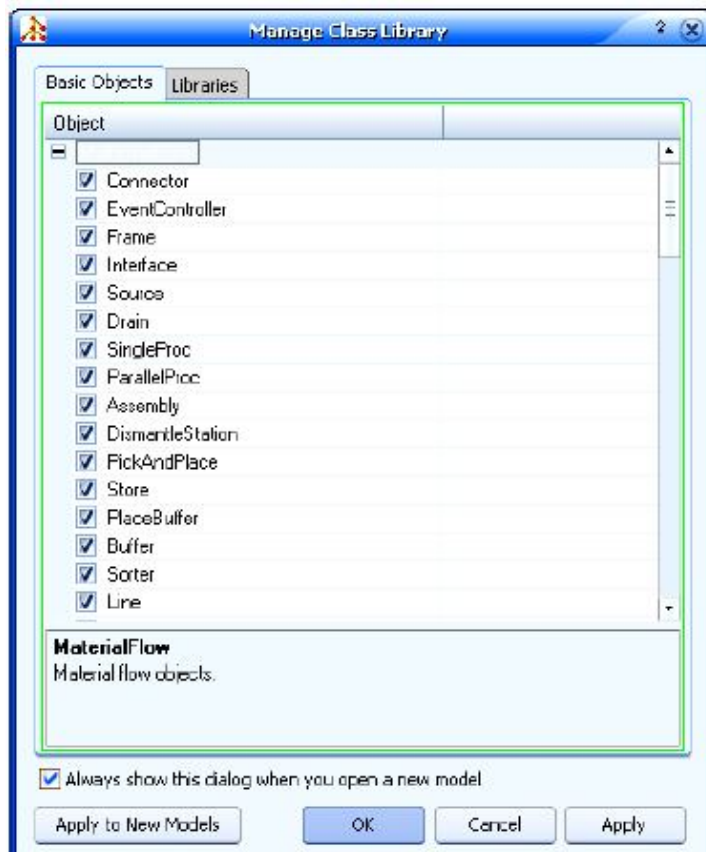 Manage Class Library
?
Basic Objects Libraries
Object
Connector
EventController
Frame
Interface
Source
Drain
SingleProc
ParallelProc
Assembly
DismantleStation
PickAndPlace
Store
PlaceBuffer
Buffer
Sorter
Line
MaterialFlow
Material flow objects.
Always show this dialog when you open a new model
Apply to New Models OK Cancel Apply